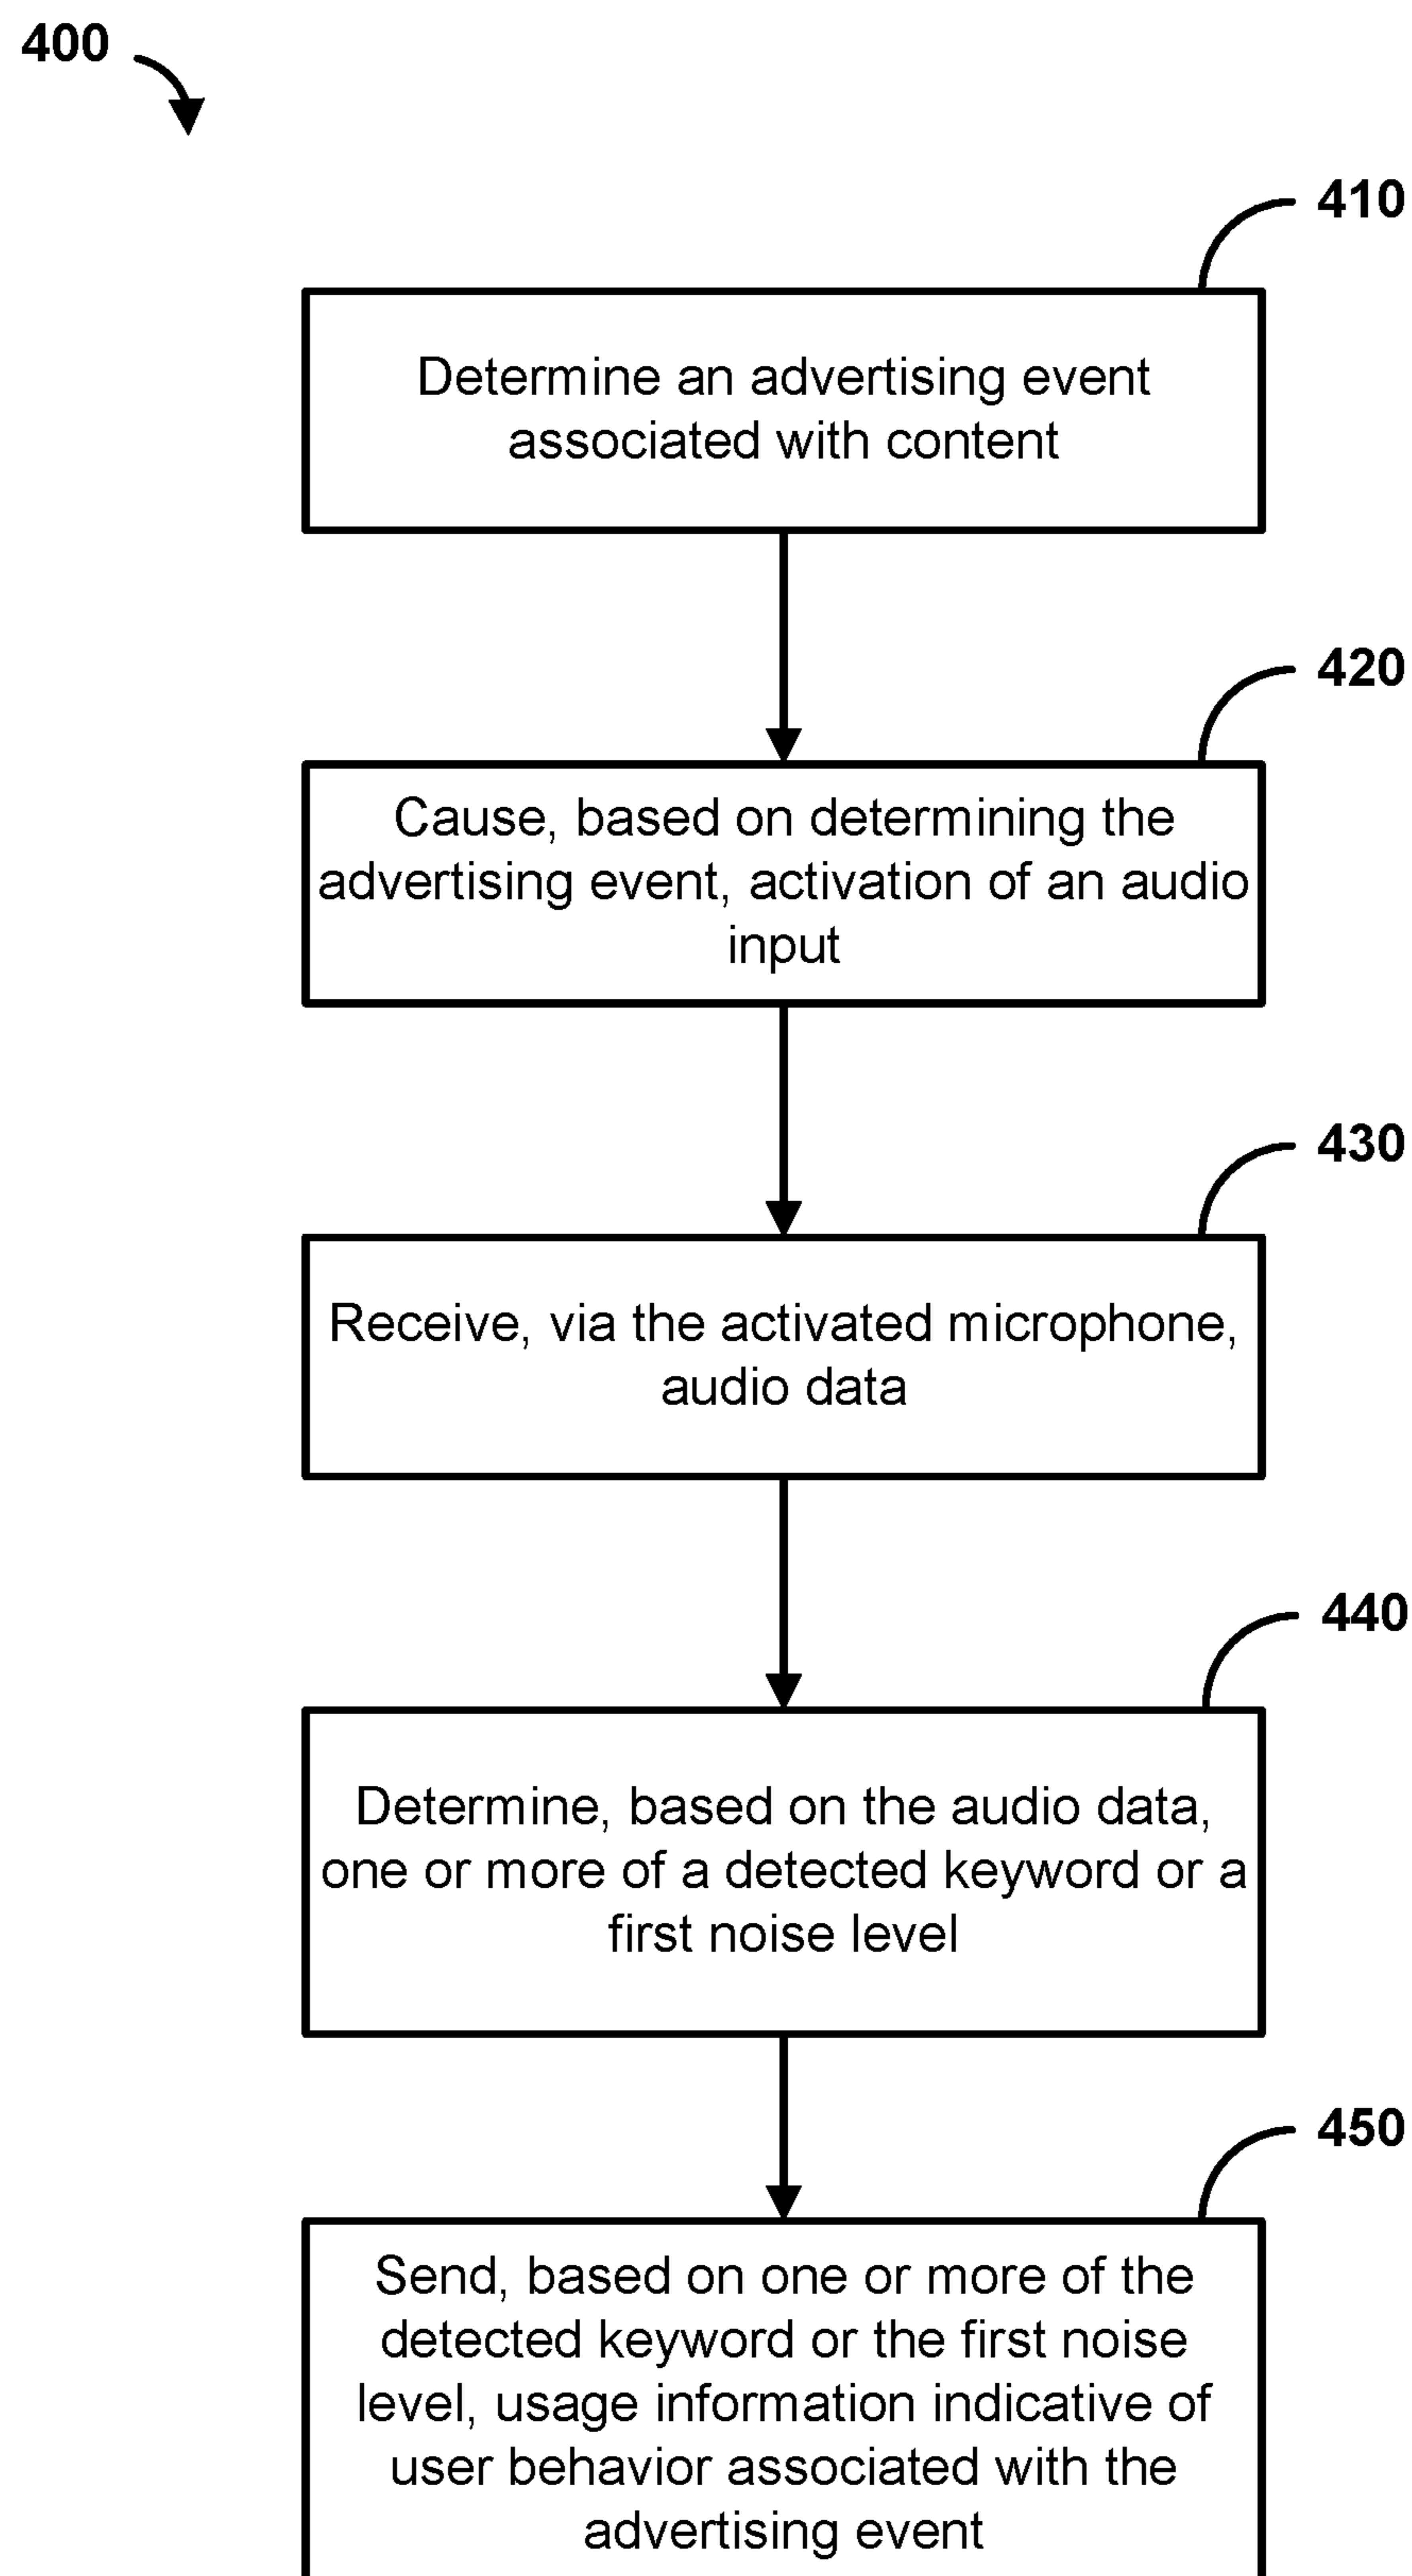 400
410
Determine an advertising event
associated with content
420
Cause, based on determining the
advertising event, activation of an audio
input
430
Receive, via the activated microphone,
audio data
440
Determine, based on the audio data,
one or more of a detected keyword or a
first noise level
450
Send, based on one or more of the
detected keyword or the first noise
level, usage information indicative of
user behavior associated with the
advertising event